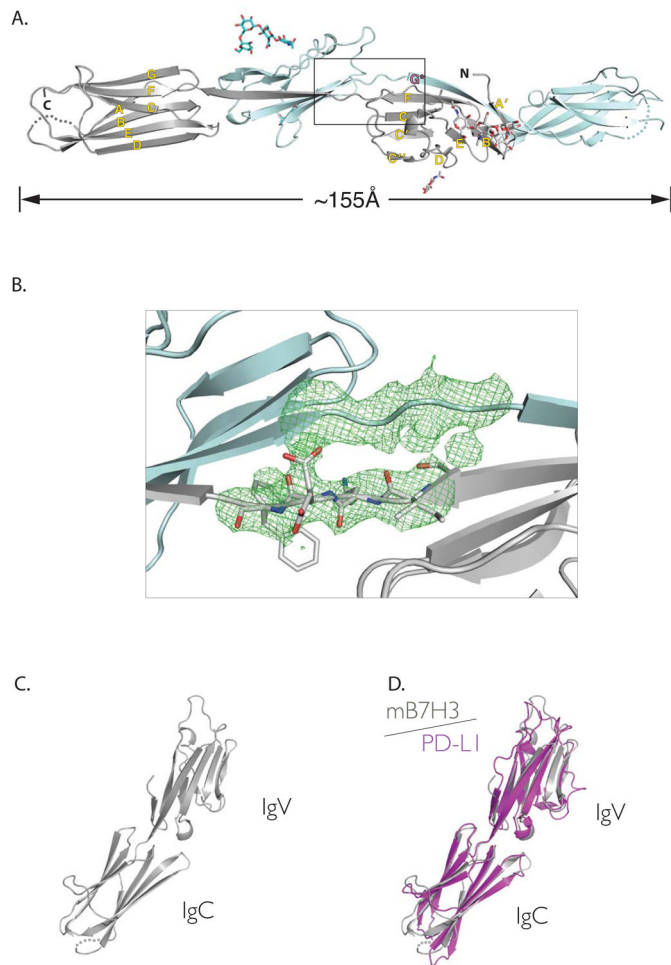 A.
G
F
C
A
C
B
E
D
G*
N
A'
F
C
C'
C''
D
E
B
~155Å
B.
C.
D.
mB7H3
PD-L1
IgV
IgV
IgC
IgC